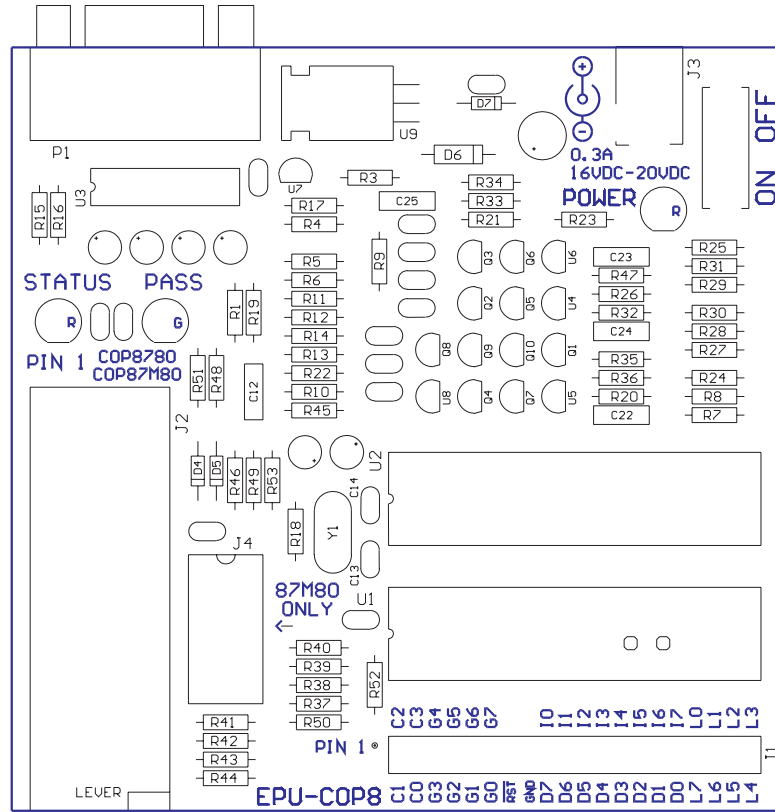 J3
OFF
ON
P1
U9
D7
+
-
0.3A
16VDC-20VDC
POWER
R
D6
U3
U7
R3
C25
R34
R33
R21
R23
R15
R16
R17
R4
R9
STATUS
PASS
R
G
PIN 1
COP8780
COP87M80
R5
R6
R11
R12
R14
R13
R22
R10
R45
R1
R19
R51
R48
C12
Q3
Q6
U6
Q2
Q5
U4
Q8
Q9
Q10
Q1
U8
Q4
Q7
U5
C23
R47
R26
R32
C24
R35
R36
R20
C22
R25
R31
R29
R30
R28
R27
R24
R8
R7
J2
D4
D5
R46
R49
R53
U2
C14
R18
Y1
C13
J4
87M80
ONLY
←
U1
R40
R39
R38
R37
R50
R52
R41
R42
R43
R44
LEVER
C2 C3 G4 G5 G6 G7 I0 I1 I2 I3 I4 I5 I6 I7 L0 L1 L2 L3
PIN 1
I1
EPU-COP8
C1 C0 G3 G2 G1 G0 RST GND D7 D6 D5 D4 D3 D2 D1 D0 L7 L6 L5 L4